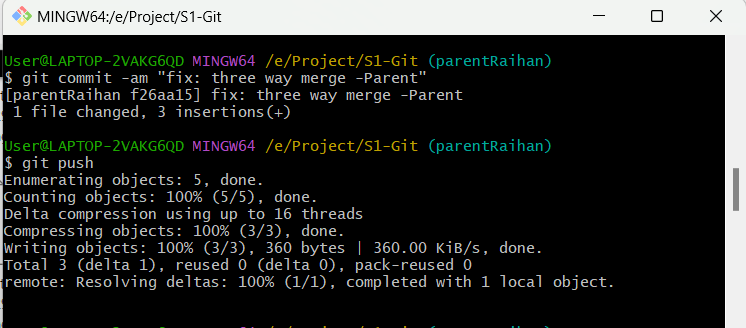 MINGW64:/e/Project/S1-Git
User@LAPTOP-2VAKG6QD MINGW64 /e/Project/S1-Git (parentRaihan)
$ git commit -am "fix: three way merge -Parent"
[parentRaihan f26aa15] fix: three way merge -Parent
 1 file changed, 3 insertions(+)
User@LAPTOP-2VAKG6QD MINGW64 /e/Project/S1-Git (parentRaihan)
$ git push
Enumerating objects: 5, done.
Counting objects: 100% (5/5), done.
Delta compression using up to 16 threads
Compressing objects: 100% (3/3), done.
Writing objects: 100% (3/3), 360 bytes | 360.00 KiB/s, done.
Total 3 (delta 1), reused 0 (delta 0), pack-reused 0
remote: Resolving deltas: 100% (1/1), completed with 1 local object.